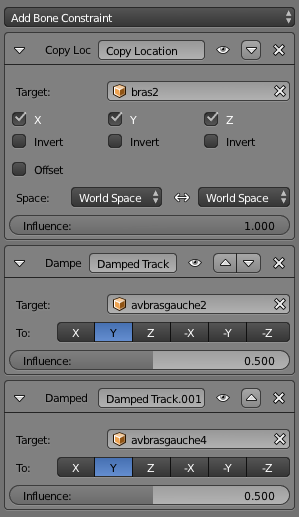 Add Bone Constraint
Copy Loc Copy Location
Target: bras2
X Y Z
Invert Invert Invert
Offset
Space: World Space World Space
Influence: 1.000
Dampe Damped Track
Target: avbrasgauche2
To: X Y Z -X -Y -Z
Influence: 0.500
Damped Damped Track.001
Target: avbrasgauche4
To: X Y Z -X -Y -Z
Influence: 0.500